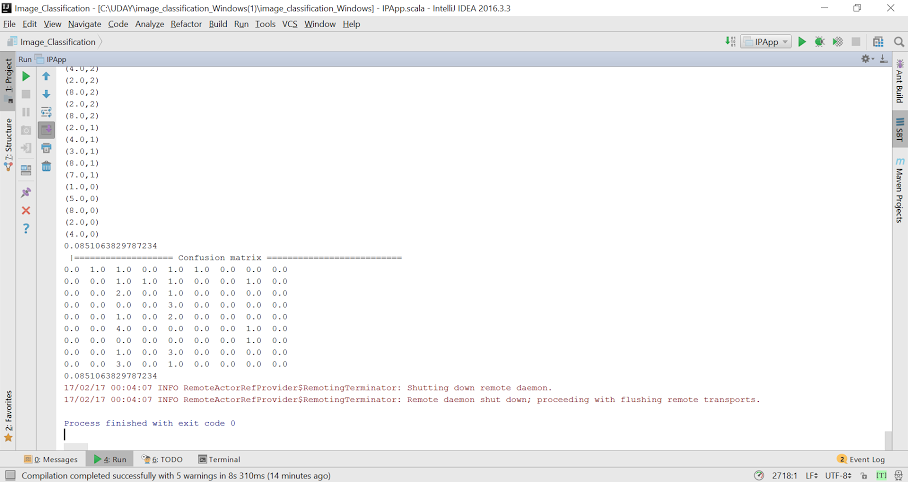 Image_Classification - [C:\UDAY\image_classification_Windows(1)\image_classification_Windows] - IPApp.scala - IntelliJ IDEA 2016.3.3
File Edit View Navigate Code Analyze Refactor Build Run Tools VCS Window Help
Image_Classification
IPApp
Run IPApp
1: Project
Z: Structure
2: Favorites
Ant Build
SBT
Maven Projects
(4.0,2)
(2.0,2)
(8.0,2)
(2.0,2)
(8.0,2)
(2.0,1)
(4.0,1)
(3.0,1)
(8.0,1)
(7.0,1)
(1.0,0)
(5.0,0)
(8.0,0)
(2.0,0)
(4.0,0)
0.0851063829787234
|=================== Confusion matrix ==========================
0.0 1.0 1.0 0.0 1.0 1.0 0.0 0.0 0.0
0.0 0.0 1.0 1.0 1.0 0.0 0.0 1.0 0.0
0.0 0.0 2.0 0.0 1.0 0.0 0.0 0.0 0.0
0.0 0.0 0.0 0.0 3.0 0.0 0.0 0.0 0.0
0.0 0.0 1.0 0.0 2.0 0.0 0.0 0.0 0.0
0.0 0.0 4.0 0.0 0.0 0.0 0.0 1.0 0.0
0.0 0.0 0.0 0.0 0.0 0.0 0.0 1.0 0.0
0.0 0.0 1.0 0.0 3.0 0.0 0.0 0.0 0.0
0.0 0.0 3.0 0.0 1.0 0.0 0.0 0.0 0.0
0.0851063829787234
17/02/17 00:04:07 INFO RemoteActorRefProvider$RemotingTerminator: Shutting down remote daemon.
17/02/17 00:04:07 INFO RemoteActorRefProvider$RemotingTerminator: Remote daemon shut down; proceeding with flushing remote transports.
Process finished with exit code 0
0: Messages 4: Run 6: TODO Terminal 2 Event Log
Compilation completed successfully with 5 warnings in 8s 310ms (14 minutes ago) 2718:1 LF UTF-8 [T]